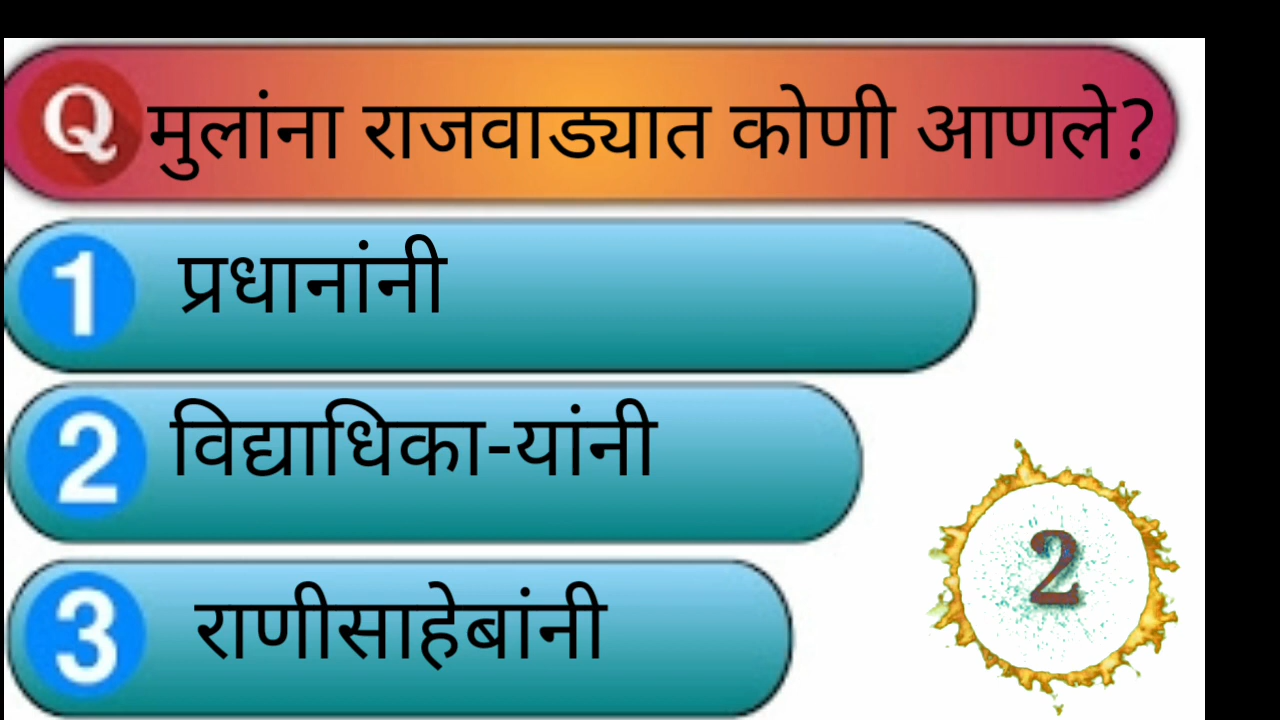 Q मुलांना राजवाड्यात कोणी आणले?
1 प्रधानांनी
2 विद्याधिका-यांनी
3 राणीसाहेबांनी
2